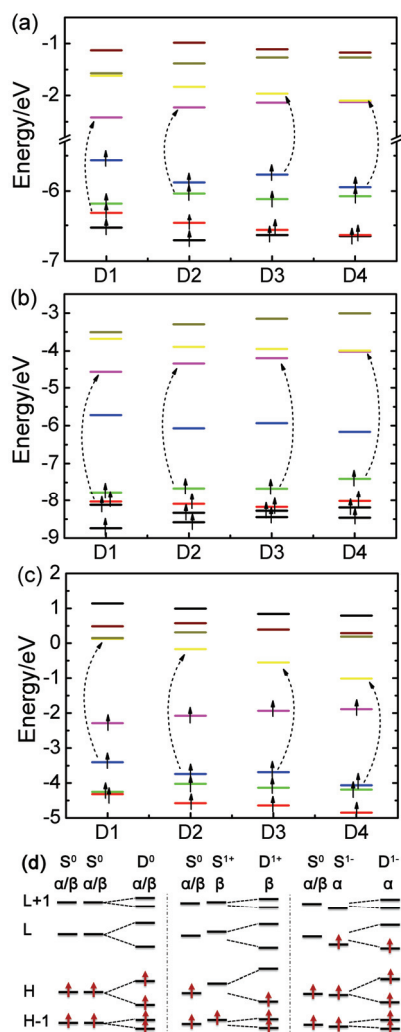 (a)
Energy/eV
-1
-2
-6
-7
D1 D2 D3 D4
(b)
Energy/eV
-3
-4
-5
-6
-7
-8
-9
D1 D2 D3 D4
(c)
Energy/eV
2
1
0
-1
-2
-3
-4
-5
D1 D2 D3 D4
(d)
S⁰ S⁰ D⁰ S⁰ S¹⁺ D¹⁺ S⁰ S¹⁻ D¹⁻
α/β α/β α/β α/β β β α/β α α
L+1
L
H
H-1